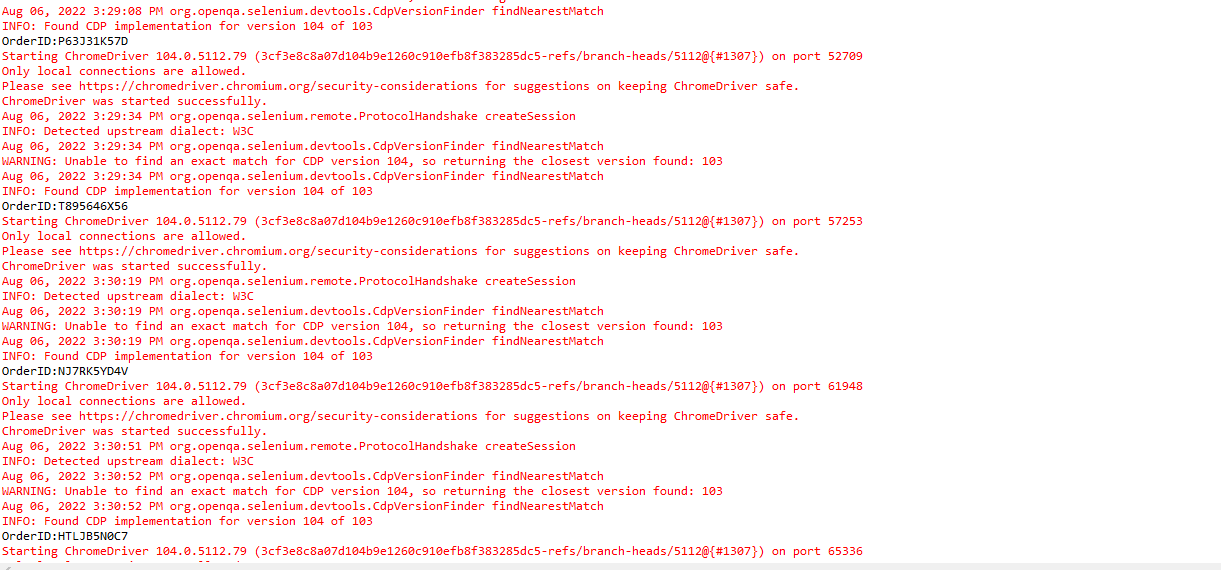 Aug 06, 2022 3:29:08 PM org.openqa.selenium.devtools.CdpVersionFinder findNearestMatch
INFO: Found CDP implementation for version 104 of 103
OrderID:P63J31K57D
Starting ChromeDriver 104.0.5112.79 (3cf3e8c8a07d104b9e1260c910efb8f383285dc5-refs/branch-heads/5112@{#1307}) on port 52709
Only local connections are allowed.
Please see https://chromedriver.chromium.org/security-considerations for suggestions on keeping ChromeDriver safe.
ChromeDriver was started successfully.
Aug 06, 2022 3:29:34 PM org.openqa.selenium.remote.ProtocolHandshake createSession
INFO: Detected upstream dialect: W3C
Aug 06, 2022 3:29:34 PM org.openqa.selenium.devtools.CdpVersionFinder findNearestMatch
WARNING: Unable to find an exact match for CDP version 104, so returning the closest version found: 103
Aug 06, 2022 3:29:34 PM org.openqa.selenium.devtools.CdpVersionFinder findNearestMatch
INFO: Found CDP implementation for version 104 of 103
OrderID:T895646X56
Starting ChromeDriver 104.0.5112.79 (3cf3e8c8a07d104b9e1260c910efb8f383285dc5-refs/branch-heads/5112@{#1307}) on port 57253
Only local connections are allowed.
Please see https://chromedriver.chromium.org/security-considerations for suggestions on keeping ChromeDriver safe.
ChromeDriver was started successfully.
Aug 06, 2022 3:30:19 PM org.openqa.selenium.remote.ProtocolHandshake createSession
INFO: Detected upstream dialect: W3C
Aug 06, 2022 3:30:19 PM org.openqa.selenium.devtools.CdpVersionFinder findNearestMatch
WARNING: Unable to find an exact match for CDP version 104, so returning the closest version found: 103
Aug 06, 2022 3:30:19 PM org.openqa.selenium.devtools.CdpVersionFinder findNearestMatch
INFO: Found CDP implementation for version 104 of 103
OrderID:NJ7RK5YD4V
Starting ChromeDriver 104.0.5112.79 (3cf3e8c8a07d104b9e1260c910efb8f383285dc5-refs/branch-heads/5112@{#1307}) on port 61948
Only local connections are allowed.
Please see https://chromedriver.chromium.org/security-considerations for suggestions on keeping ChromeDriver safe.
ChromeDriver was started successfully.
Aug 06, 2022 3:30:51 PM org.openqa.selenium.remote.ProtocolHandshake createSession
INFO: Detected upstream dialect: W3C
Aug 06, 2022 3:30:52 PM org.openqa.selenium.devtools.CdpVersionFinder findNearestMatch
WARNING: Unable to find an exact match for CDP version 104, so returning the closest version found: 103
Aug 06, 2022 3:30:52 PM org.openqa.selenium.devtools.CdpVersionFinder findNearestMatch
INFO: Found CDP implementation for version 104 of 103
OrderID:HTLJB5N0C7
Starting ChromeDriver 104.0.5112.79 (3cf3e8c8a07d104b9e1260c910efb8f383285dc5-refs/branch-heads/5112@{#1307}) on port 65336